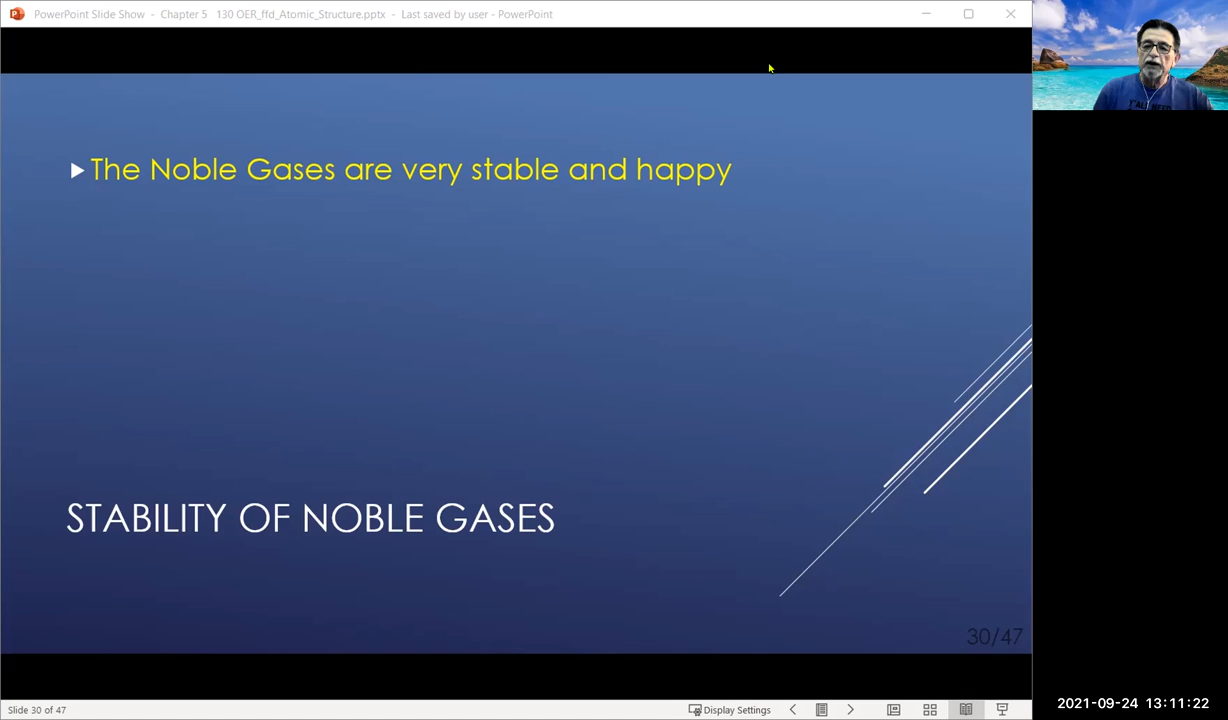 PowerPoint Slide Show - Chapter 5 130 OER_ffd_Atomic_Structure.pptx - Last saved by user - PowerPoint
The Noble Gases are very stable and happy
STABILITY OF NOBLE GASES
30/47
Slide 30 of 47
Display Settings
Y'ALL NEED
2021-09-24 13:11:22